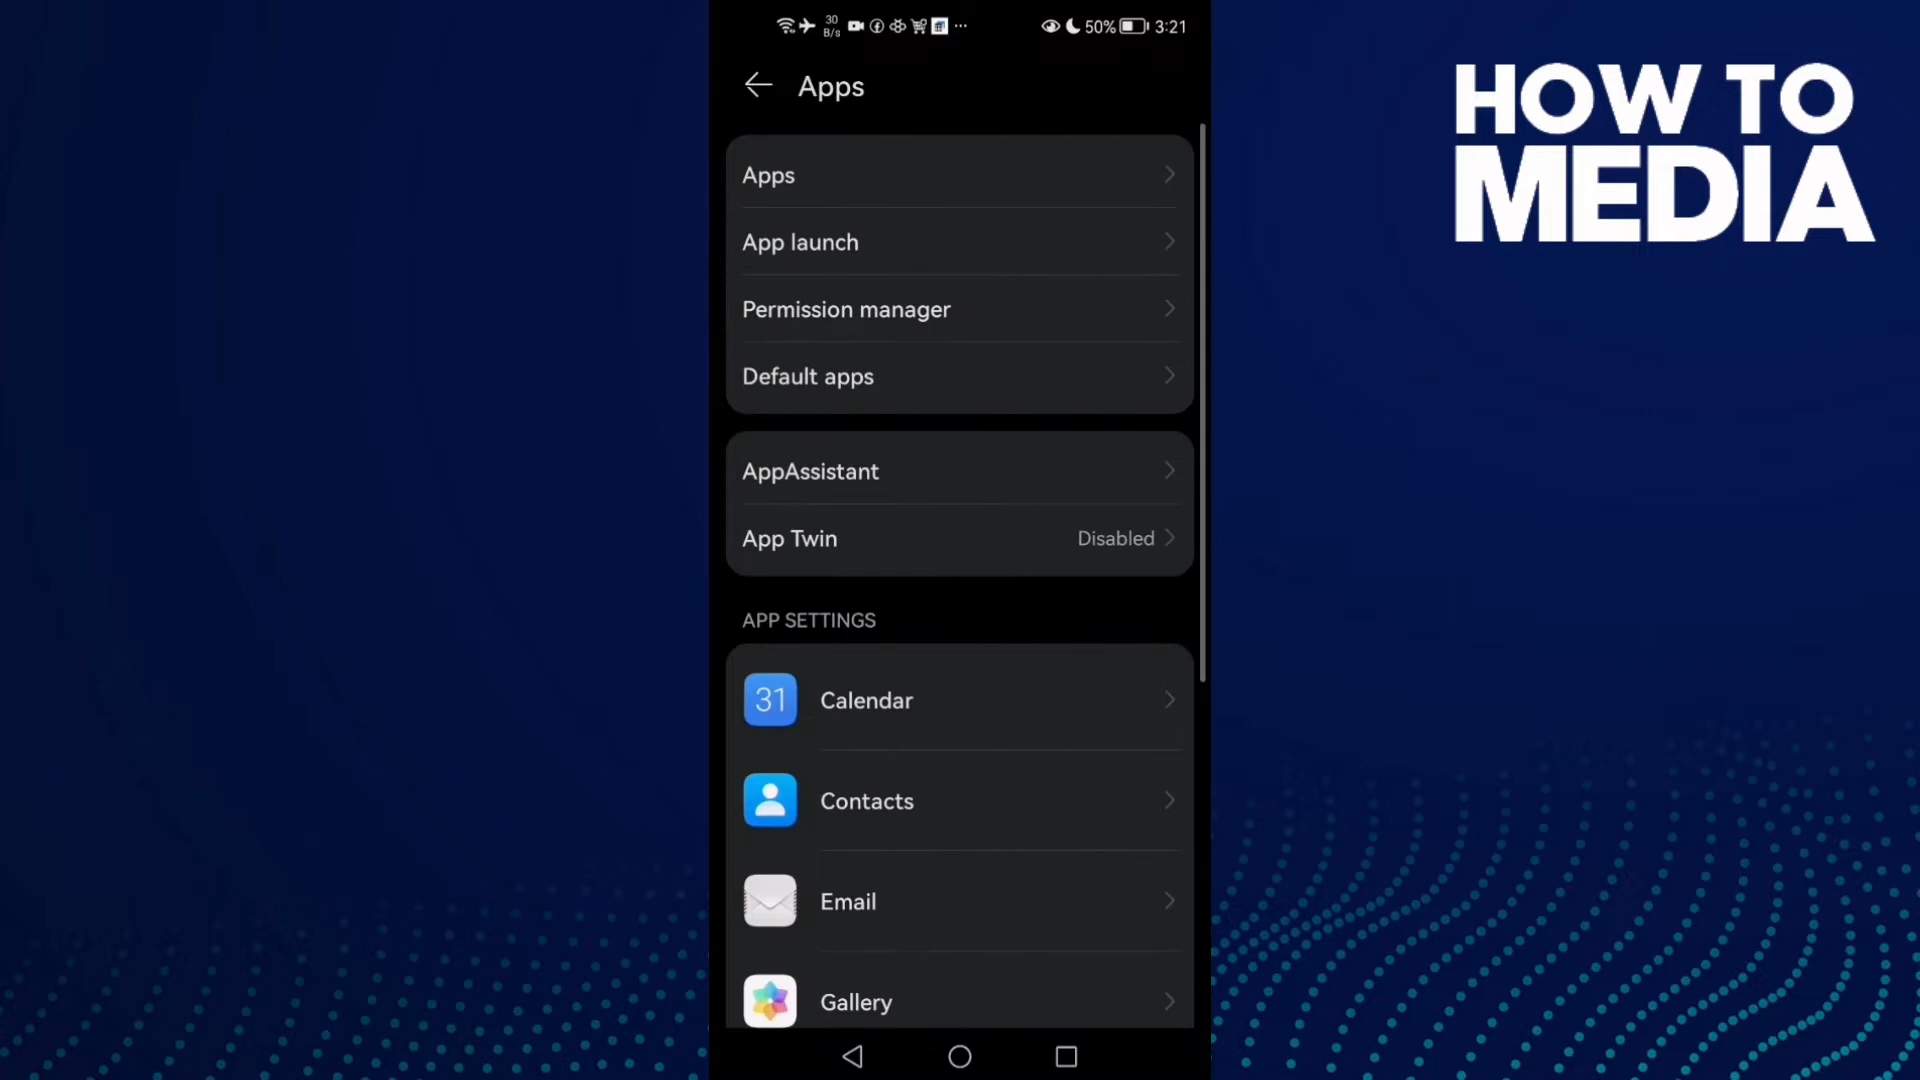 30
B/s
50%
3:21
Apps
HOW TO
MEDIA
Apps
App launch
Permission manager
Default apps
AppAssistant
App Twin
Disabled
APP SETTINGS
31
Calendar
Contacts
Email
Gallery